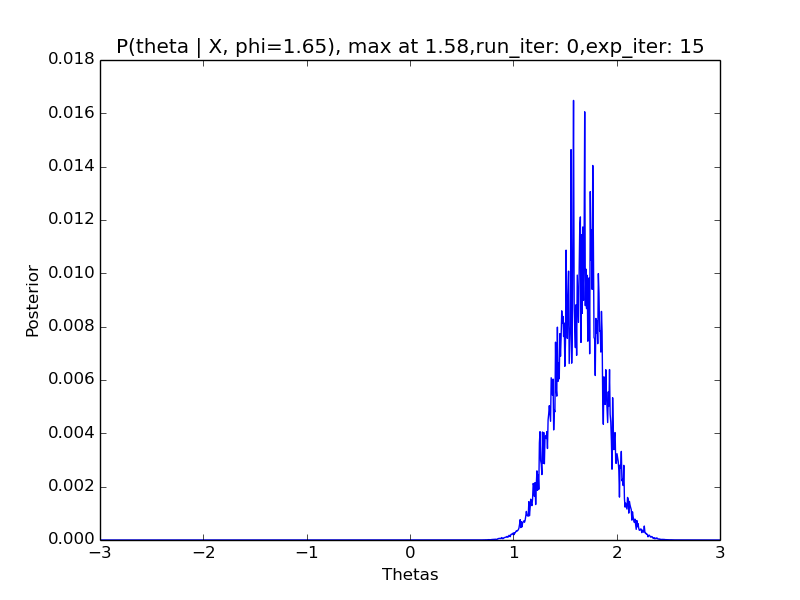 P(theta | X, phi=1.65), max at 1.58,run_iter: 0,exp_iter: 15
0.018
0.016
0.014
0.012
0.010
0.008
0.006
0.004
0.002
0.000
Posterior
−3 −2 −1 0 1 2 3
Thetas